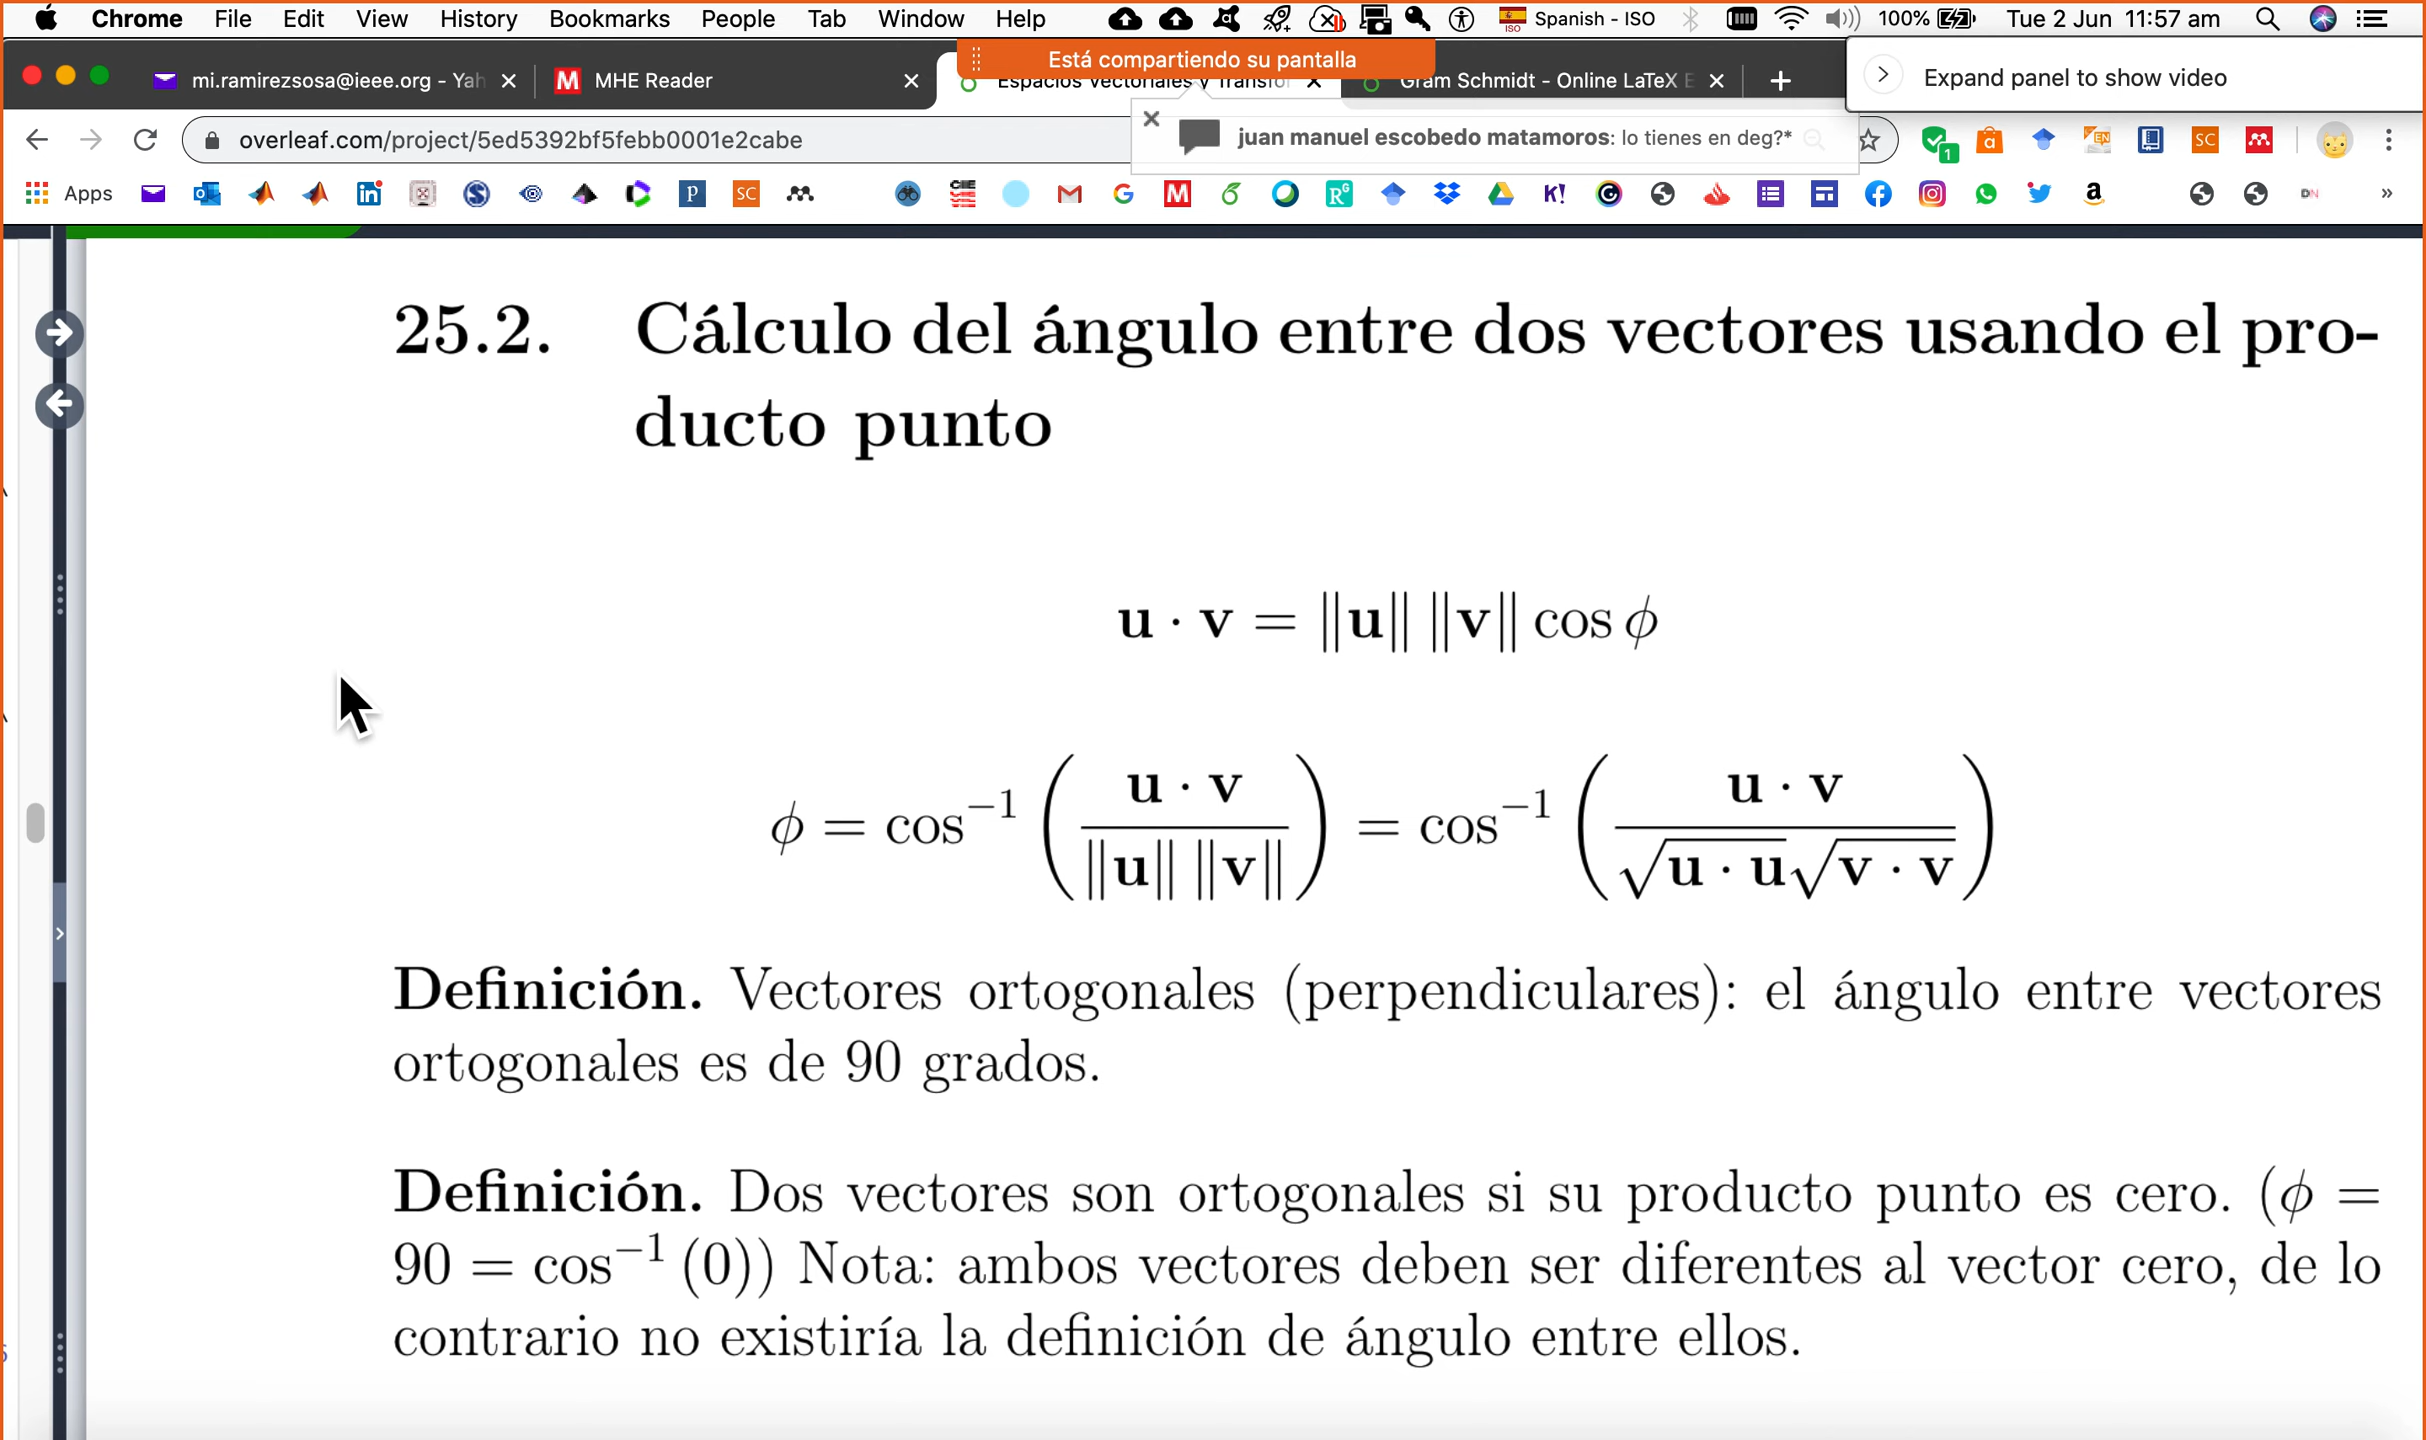 Chrome File Edit View History Bookmarks People Tab Window Help Spanish - ISO 100% Tue 2 Jun 11:57 am
Está compartiendo su pantalla
mi.ramirezsosa@ieee.org - Yah MHE Reader Espacios Vectoriales y Transfor Gram Schmidt - Online LaTeX E
Expand panel to show video
overleaf.com/project/5ed5392bf5febb0001e2cabe
juan manuel escobedo matamoros: lo tienes en deg?*
Apps
25.2. Cálculo del ángulo entre dos vectores usando el pro-
ducto punto
u · v = ‖u‖ ‖v‖ cos ϕ
ϕ = cos⁻¹ (u · v / ‖u‖ ‖v‖) = cos⁻¹ (u · v / √u · u √v · v)
Definición. Vectores ortogonales (perpendiculares): el ángulo entre vectores
ortogonales es de 90 grados.
Definición. Dos vectores son ortogonales si su producto punto es cero. (ϕ =
90 = cos⁻¹ (0)) Nota: ambos vectores deben ser diferentes al vector cero, de lo
contrario no existiría la definición de ángulo entre ellos.